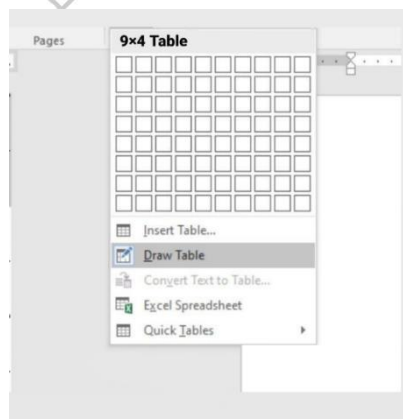 Pages
9×4 Table
Insert Table...
Draw Table
Convert Text to Table...
Excel Spreadsheet
Quick Tables